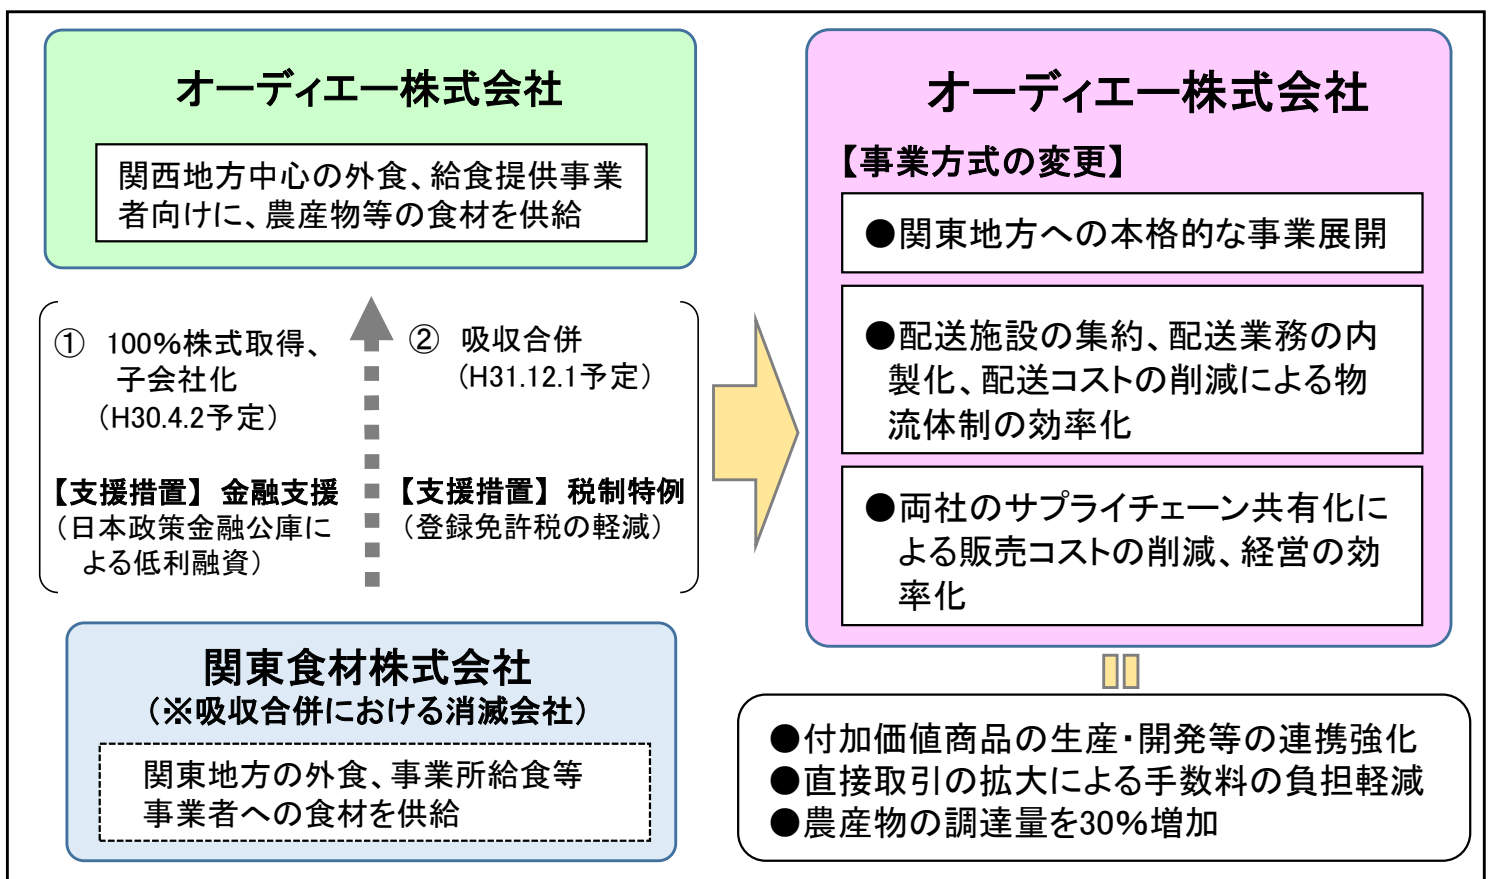 オーディエー株式会社
関西地方中心の外食、給食提供事業
者向けに、農産物等の食材を供給
① 100%株式取得、
子会社化
(H30.4.2予定)
【支援措置】金融支援
(日本政策金融公庫に
よる低利融資)
② 吸収合併
(H31.12.1予定)
【支援措置】税制特例
(登録免許税の軽減)
関東食材株式会社
(※吸収合併における消滅会社)
関東地方の外食、事業所給食等
事業者への食材を供給
オーディエー株式会社
【事業方式の変更】
●関東地方への本格的な事業展開
●配送施設の集約、配送業務の内
製化、配送コストの削減による物
流体制の効率化
●両社のサプライチェーン共有化に
よる販売コストの削減、経営の効
率化
●付加価値商品の生産・開発等の連携強化
●直接取引の拡大による手数料の負担軽減
●農産物の調達量を30%増加